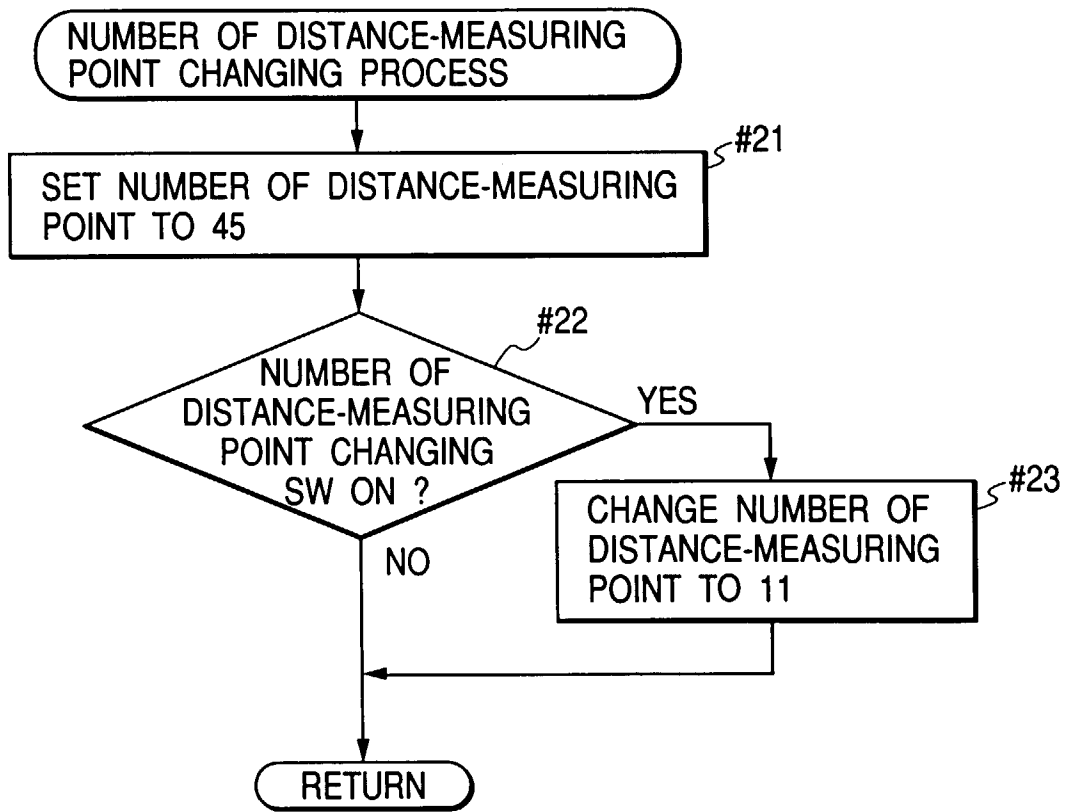 NUMBER OF DISTANCE-MEASURING
POINT CHANGING PROCESS
#21
SET NUMBER OF DISTANCE-MEASURING
POINT TO 45
#22
NUMBER OF
DISTANCE-MEASURING
POINT CHANGING
SW ON ?
YES
#23
CHANGE NUMBER OF
DISTANCE-MEASURING
POINT TO 11
NO
RETURN